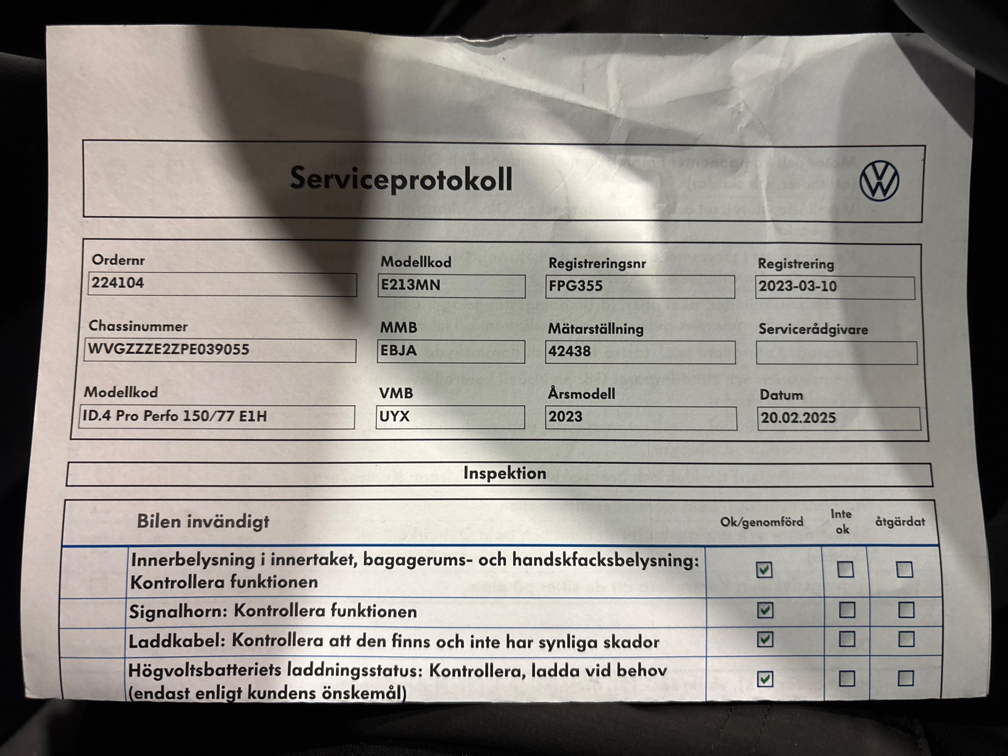 Serviceprotokoll
Ordernr Modellkod Registreringsnr Registrering
224104 E213MN FPG355 2023-03-10
Chassinummer MMB Mätarställning Servicerådgivare
WVGZZZE2ZPE039055 EBJA 42438
Modellkod VMB Årsmodell Datum
ID.4 Pro Perfo 150/77 E1H UYX 2023 20.02.2025
Inspektion
Bilen invändigt Ok/genomförd Inte ok åtgärdat
Innerbelysning i innertaket, bagagerums- och handskfacksbelysning:
Kontrollera funktionen
Signalhorn: Kontrollera funktionen
Laddkabel: Kontrollera att den finns och inte har synliga skador
Högvoltsbatteriets laddningsstatus: Kontrollera, ladda vid behov
(endast enligt kundens önskemål)